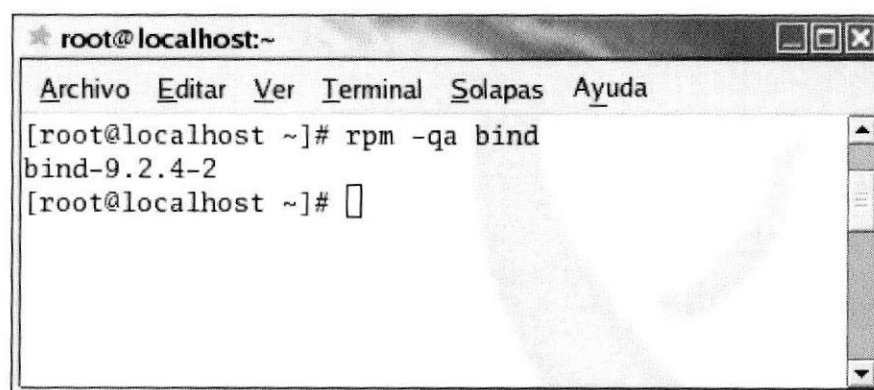 root@localhost:~
Archivo Editar Ver Terminal Solapas Ayuda
[root@localhost ~]# rpm -qa bind
bind-9.2.4-2
[root@localhost ~]#